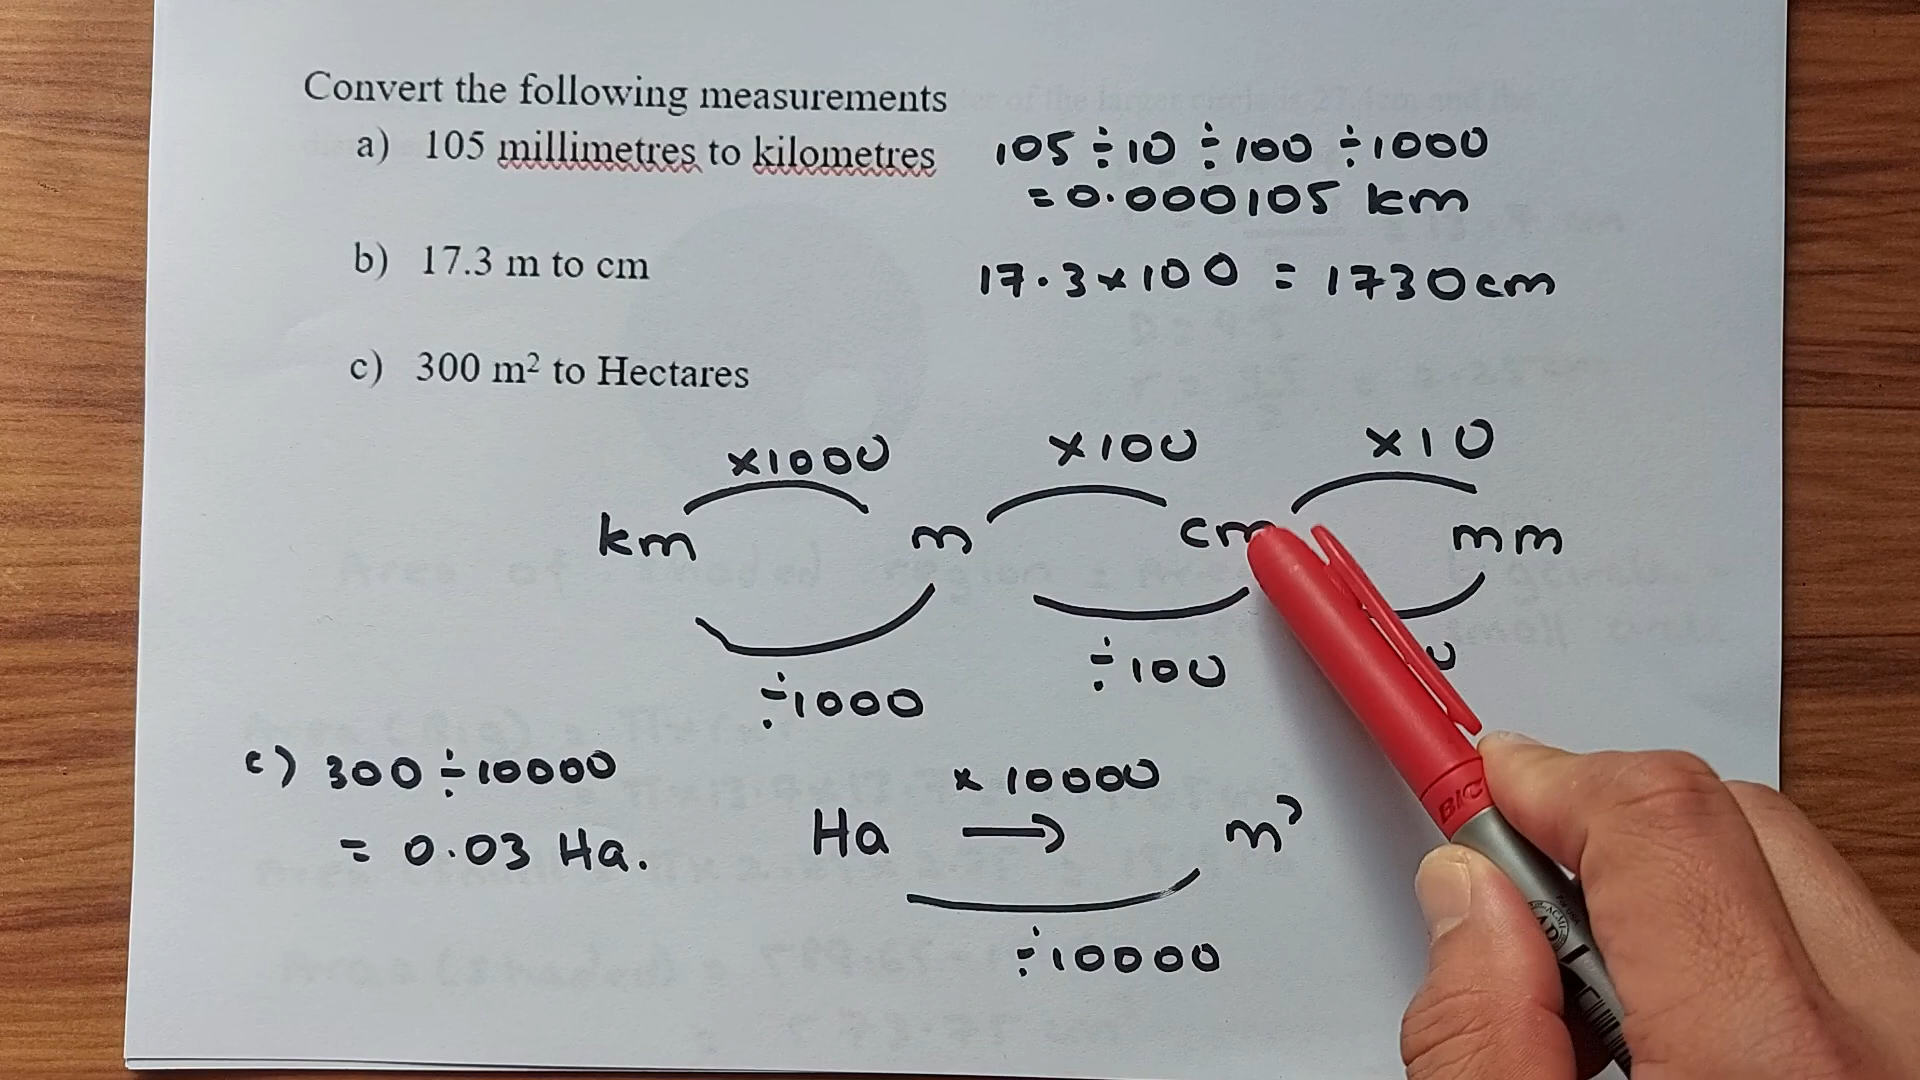 Convert the following measurements
a) 105 millimetres to kilometres
105 ÷ 10 ÷ 100 ÷ 1000
= 0.000105 km
b) 17.3 m to cm
17.3 × 100 = 1730 cm
c) 300 m² to Hectares
×1000 ×100 ×10
km m cm mm
÷1000 ÷100
c) 300 ÷ 10000
= 0.03 Ha.
× 10000
Ha → m²
÷10000
BIC